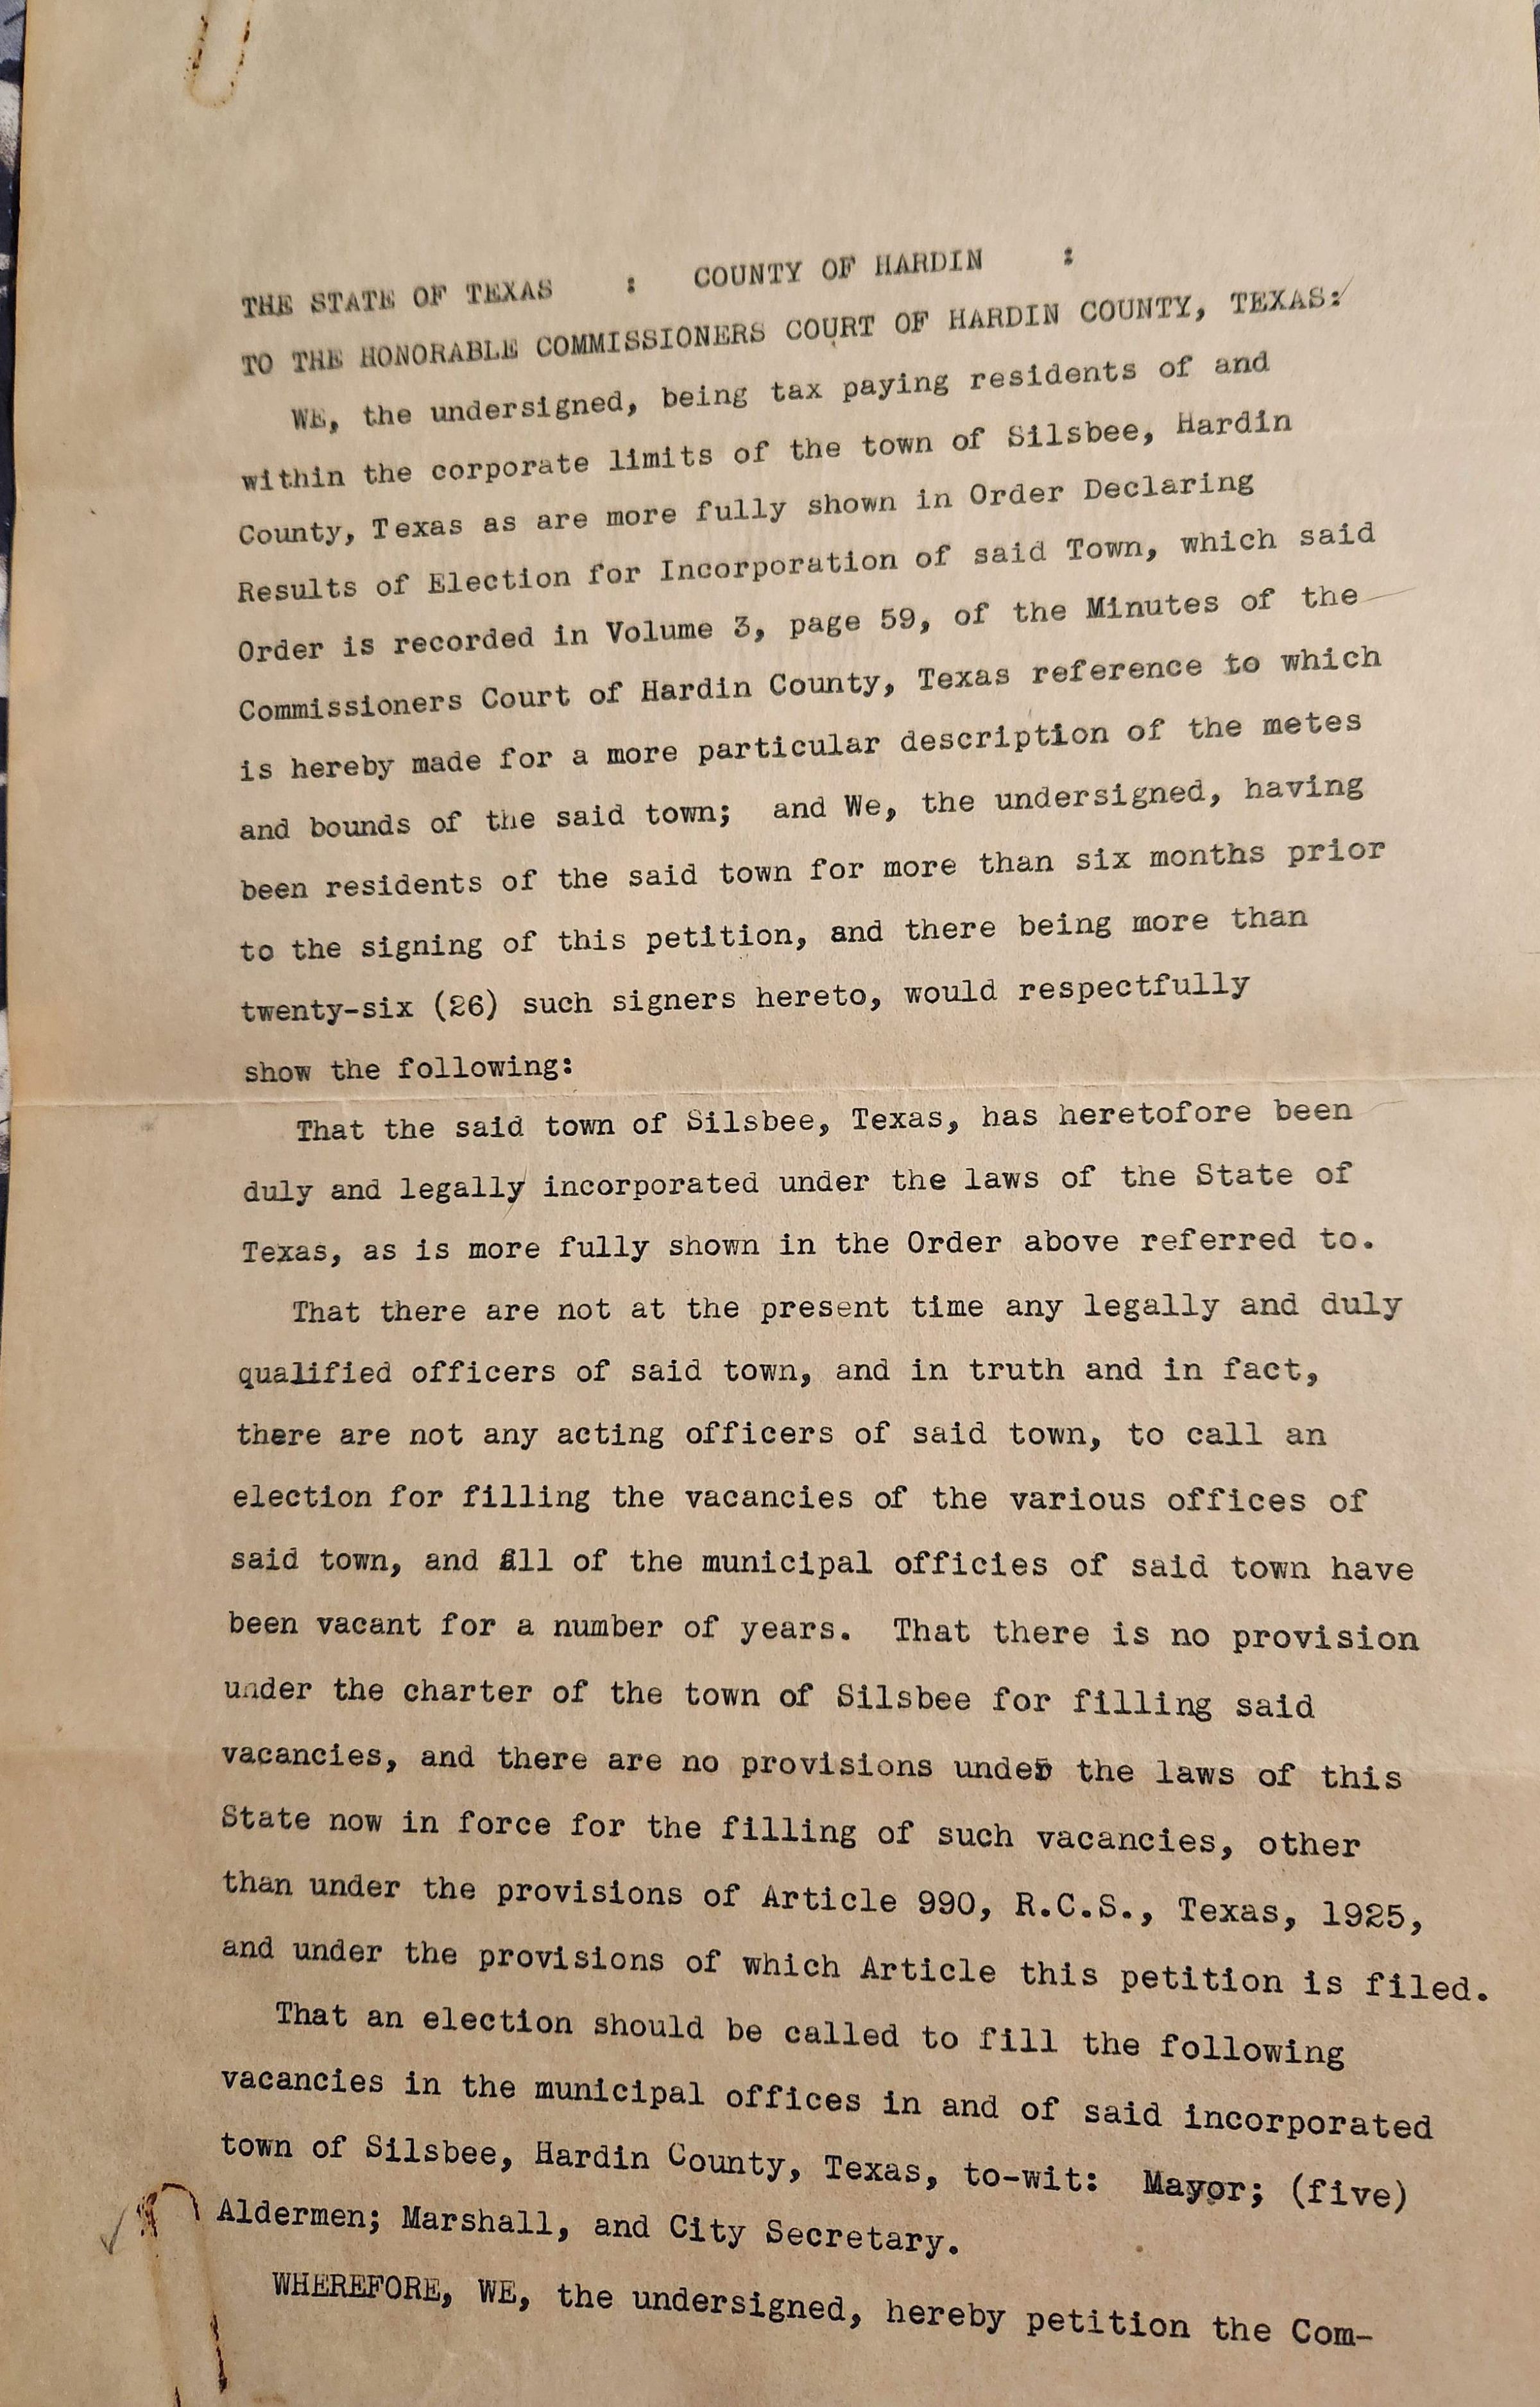 THE STATE OF TEXAS : COUNTY OF HARDIN :
TO THE HONORABLE COMMISSIONERS COURT OF HARDIN COUNTY, TEXAS:
WE, the undersigned, being tax paying residents of and
within the corporate limits of the town of Silsbee, Hardin
County, Texas as are more fully shown in Order Declaring
Results of Election for Incorporation of said Town, which said
Order is recorded in Volume 3, page 59, of the Minutes of the
Commissioners Court of Hardin County, Texas reference to which
is hereby made for a more particular description of the metes
and bounds of the said town; and We, the undersigned, having
been residents of the said town for more than six months prior
to the signing of this petition, and there being more than
twenty-six (26) such signers hereto, would respectfully
show the following:
That the said town of Silsbee, Texas, has heretofore been
duly and legally incorporated under the laws of the State of
Texas, as is more fully shown in the Order above referred to.
That there are not at the present time any legally and duly
qualified officers of said town, and in truth and in fact,
there are not any acting officers of said town, to call an
election for filling the vacancies of the various offices of
said town, and all of the municipal officies of said town have
been vacant for a number of years. That there is no provision
under the charter of the town of Silsbee for filling said
vacancies, and there are no provisions under the laws of this
State now in force for the filling of such vacancies, other
than under the provisions of Article 990, R.C.S., Texas, 1925,
and under the provisions of which Article this petition is filed.
That an election should be called to fill the following
vacancies in the municipal offices in and of said incorporated
town of Silsbee, Hardin County, Texas, to-wit: Mayor; (five)
Aldermen; Marshall, and City Secretary.
WHEREFORE, WE, the undersigned, hereby petition the Com-